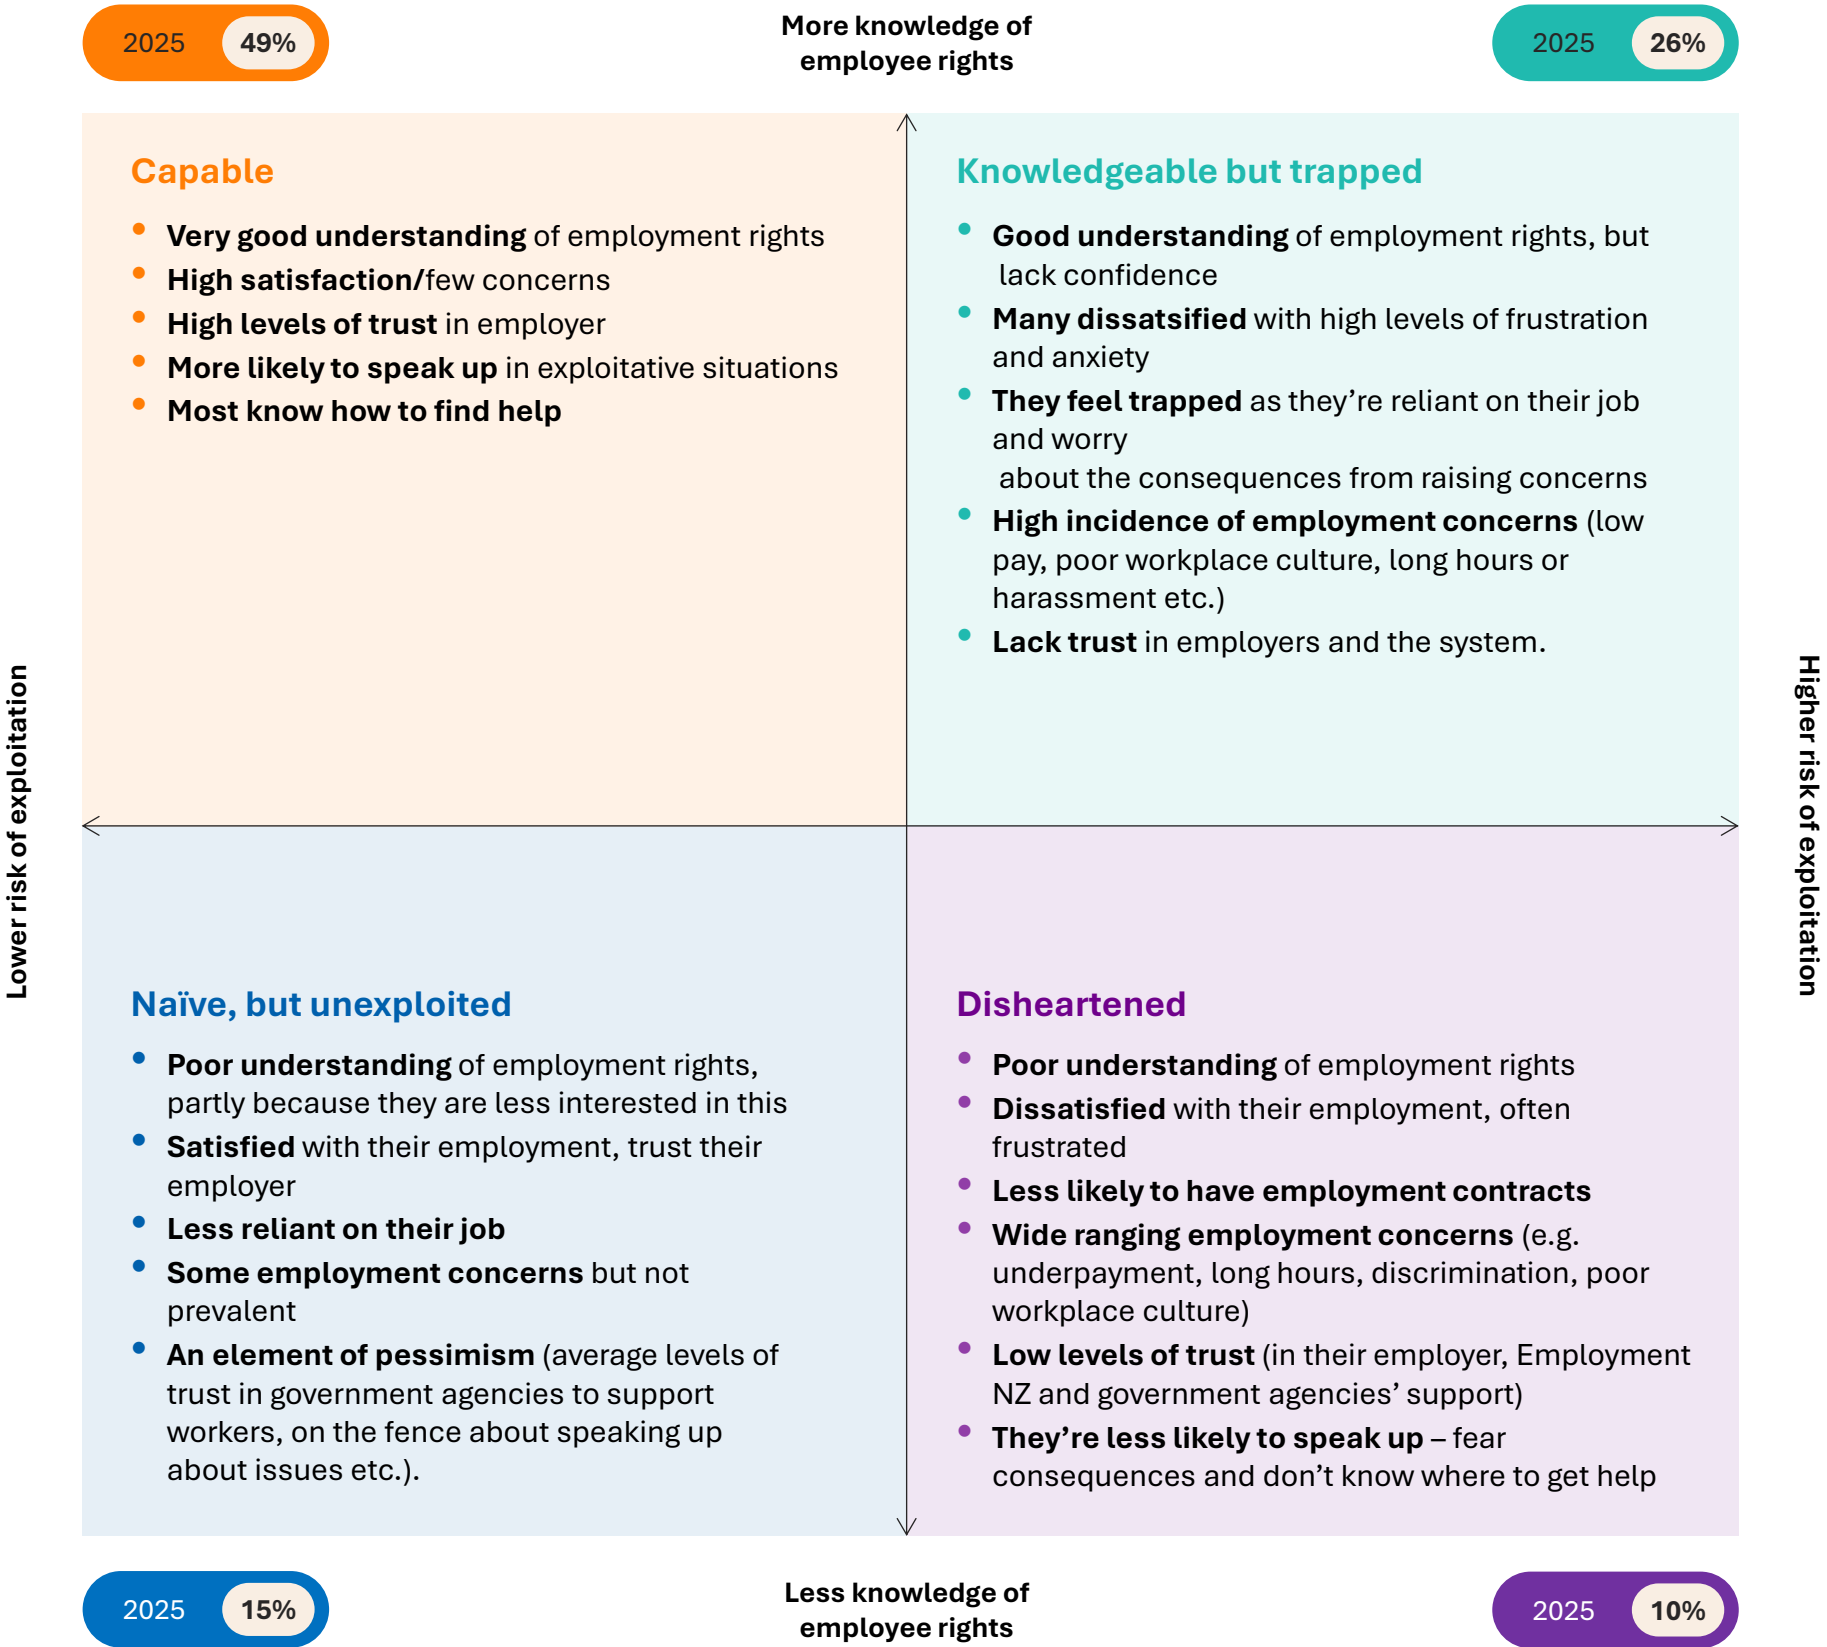 2025 49%
More knowledge of
employee rights
2025 26%
Capable
• Very good understanding of employment rights
• High satisfaction/few concerns
• High levels of trust in employer
• More likely to speak up in exploitative situations
• Most know how to find help
Knowledgeable but trapped
• Good understanding of employment rights, but
lack confidence
• Many dissatsified with high levels of frustration
and anxiety
• They feel trapped as they’re reliant on their job
and worry
about the consequences from raising concerns
• High incidence of employment concerns (low
pay, poor workplace culture, long hours or
harassment etc.)
• Lack trust in employers and the system.
Lower risk of exploitation
Higher risk of exploitation
Naïve, but unexploited
• Poor understanding of employment rights,
partly because they are less interested in this
• Satisfied with their employment, trust their
employer
• Less reliant on their job
• Some employment concerns but not
prevalent
• An element of pessimism (average levels of
trust in government agencies to support
workers, on the fence about speaking up
about issues etc.).
Disheartened
• Poor understanding of employment rights
• Dissatisfied with their employment, often
frustrated
• Less likely to have employment contracts
• Wide ranging employment concerns (e.g.
underpayment, long hours, discrimination, poor
workplace culture)
• Low levels of trust (in their employer, Employment
NZ and government agencies’ support)
• They’re less likely to speak up – fear
consequences and don’t know where to get help
2025 15%
Less knowledge of
employee rights
2025 10%